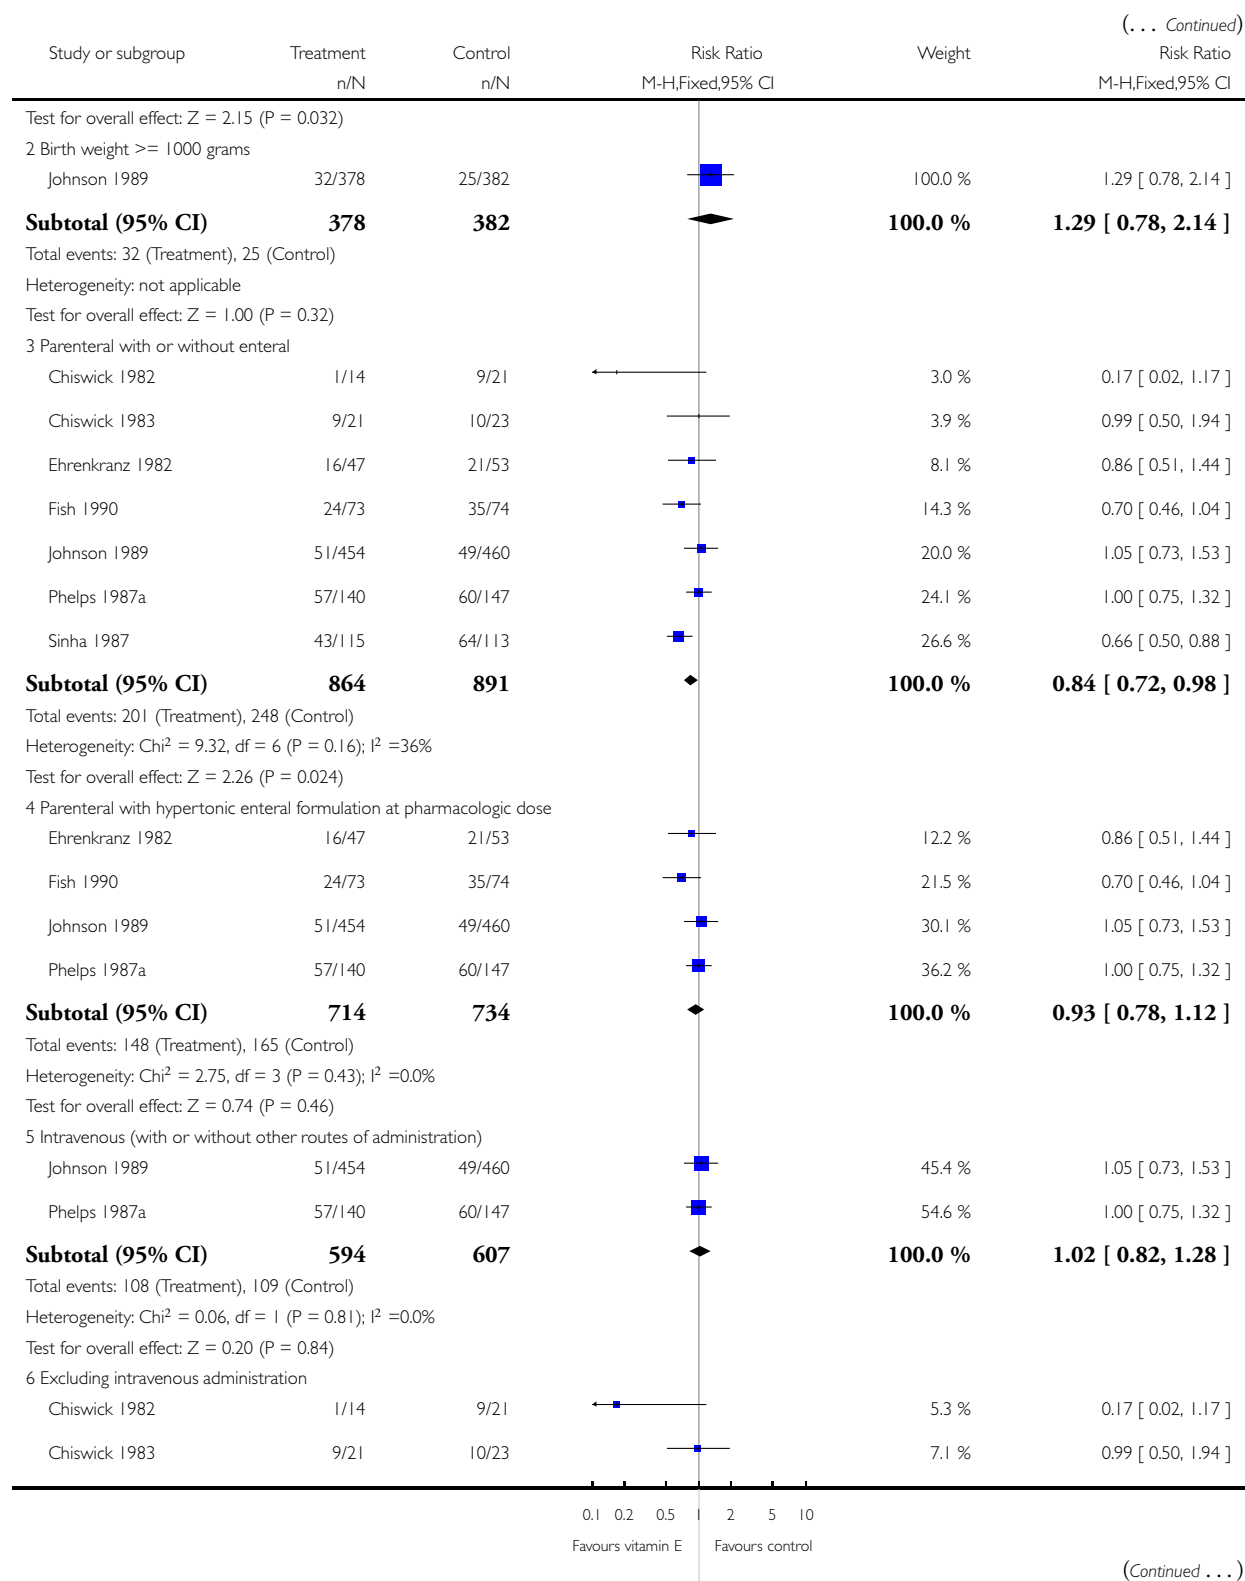 (... Continued)
Study or subgroup Treatment Control Risk Ratio Weight Risk Ratio
n/N n/N M-H,Fixed,95% CI M-H,Fixed,95% CI
Test for overall effect: Z = 2.15 (P = 0.032)
2 Birth weight >= 1000 grams
Johnson 1989 32/378 25/382 100.0 % 1.29 [ 0.78, 2.14 ]
Subtotal (95% CI) 378 382 100.0 % 1.29 [ 0.78, 2.14 ]
Total events: 32 (Treatment), 25 (Control)
Heterogeneity: not applicable
Test for overall effect: Z = 1.00 (P = 0.32)
3 Parenteral with or without enteral
Chiswick 1982 1/14 9/21 3.0 % 0.17 [ 0.02, 1.17 ]
Chiswick 1983 9/21 10/23 3.9 % 0.99 [ 0.50, 1.94 ]
Ehrenkranz 1982 16/47 21/53 8.1 % 0.86 [ 0.51, 1.44 ]
Fish 1990 24/73 35/74 14.3 % 0.70 [ 0.46, 1.04 ]
Johnson 1989 51/454 49/460 20.0 % 1.05 [ 0.73, 1.53 ]
Phelps 1987a 57/140 60/147 24.1 % 1.00 [ 0.75, 1.32 ]
Sinha 1987 43/115 64/113 26.6 % 0.66 [ 0.50, 0.88 ]
Subtotal (95% CI) 864 891 100.0 % 0.84 [ 0.72, 0.98 ]
Total events: 201 (Treatment), 248 (Control)
Heterogeneity: Chi² = 9.32, df = 6 (P = 0.16); I² =36%
Test for overall effect: Z = 2.26 (P = 0.024)
4 Parenteral with hypertonic enteral formulation at pharmacologic dose
Ehrenkranz 1982 16/47 21/53 12.2 % 0.86 [ 0.51, 1.44 ]
Fish 1990 24/73 35/74 21.5 % 0.70 [ 0.46, 1.04 ]
Johnson 1989 51/454 49/460 30.1 % 1.05 [ 0.73, 1.53 ]
Phelps 1987a 57/140 60/147 36.2 % 1.00 [ 0.75, 1.32 ]
Subtotal (95% CI) 714 734 100.0 % 0.93 [ 0.78, 1.12 ]
Total events: 148 (Treatment), 165 (Control)
Heterogeneity: Chi² = 2.75, df = 3 (P = 0.43); I² =0.0%
Test for overall effect: Z = 0.74 (P = 0.46)
5 Intravenous (with or without other routes of administration)
Johnson 1989 51/454 49/460 45.4 % 1.05 [ 0.73, 1.53 ]
Phelps 1987a 57/140 60/147 54.6 % 1.00 [ 0.75, 1.32 ]
Subtotal (95% CI) 594 607 100.0 % 1.02 [ 0.82, 1.28 ]
Total events: 108 (Treatment), 109 (Control)
Heterogeneity: Chi² = 0.06, df = 1 (P = 0.81); I² =0.0%
Test for overall effect: Z = 0.20 (P = 0.84)
6 Excluding intravenous administration
Chiswick 1982 1/14 9/21 5.3 % 0.17 [ 0.02, 1.17 ]
Chiswick 1983 9/21 10/23 7.1 % 0.99 [ 0.50, 1.94 ]
0.1 0.2 0.5 1 2 5 10
Favours vitamin E Favours control
(Continued ...)